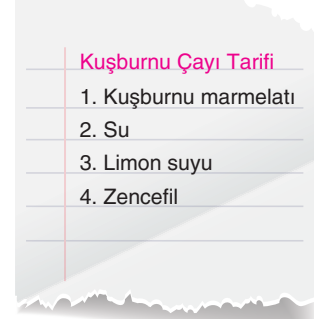 Kuşburnu Çayı Tarifi
1. Kuşburnu marmelatı
2. Su
3. Limon suyu
4. Zencefil